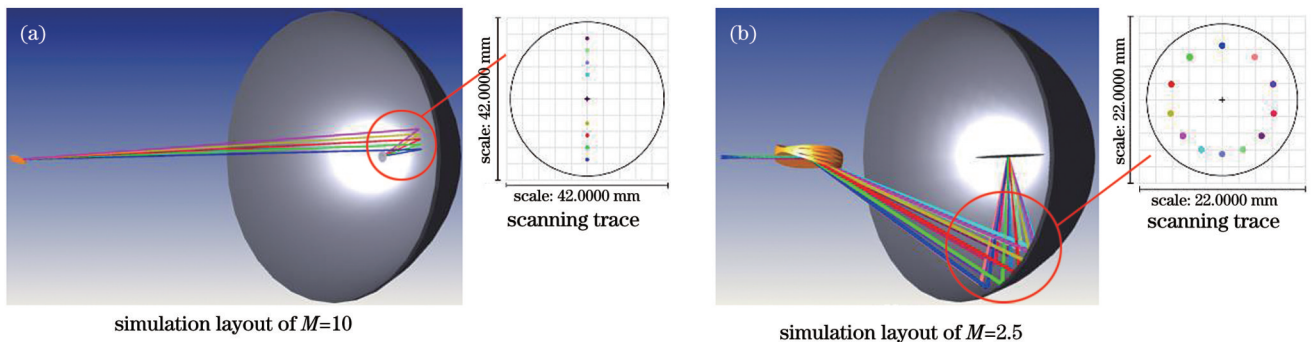 (a)
scale: 42.0000 mm
scale: 42.0000 mm
scanning trace
simulation layout of M=10
(b)
scale: 22.0000 mm
scale: 22.0000 mm
scanning trace
simulation layout of M=2.5